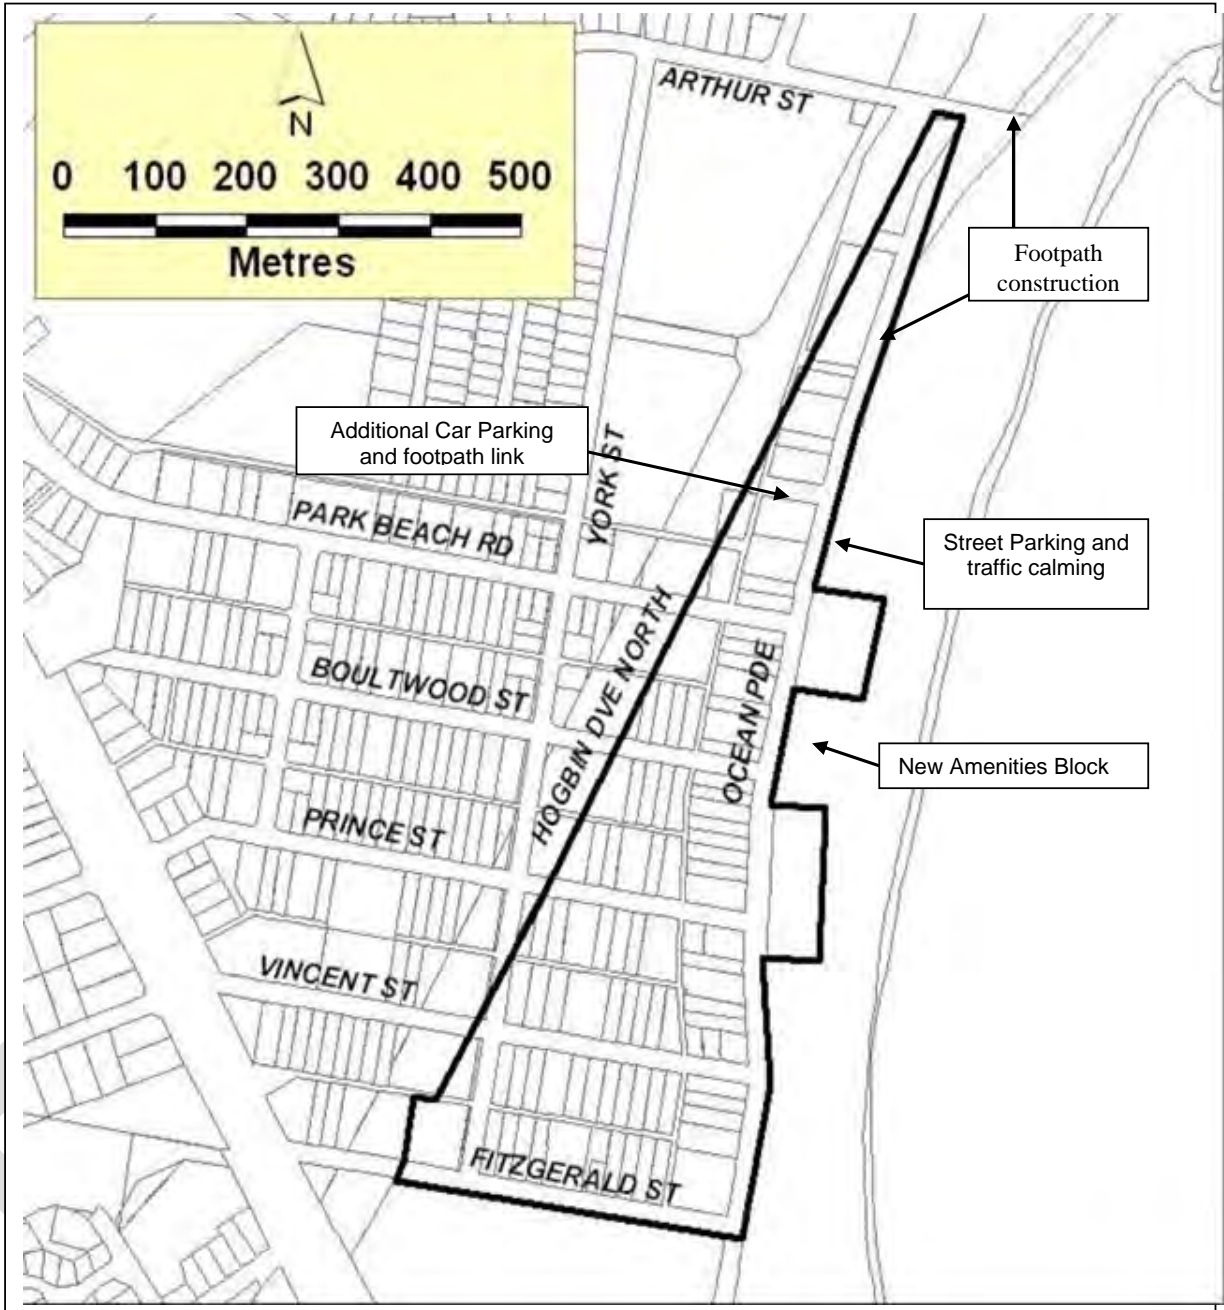 ARTHUR ST
N
0 100 200 300 400 500
Metres
Footpath
construction
Additional Car Parking
and footpath link
YORK ST
PARK BEACH RD
Street Parking and
traffic calming
HOGBIN DVE NORTH
BOULTWOOD ST
OCEAN PDE
New Amenities Block
PRINCE ST
VINCENT ST
FITZGERALD ST